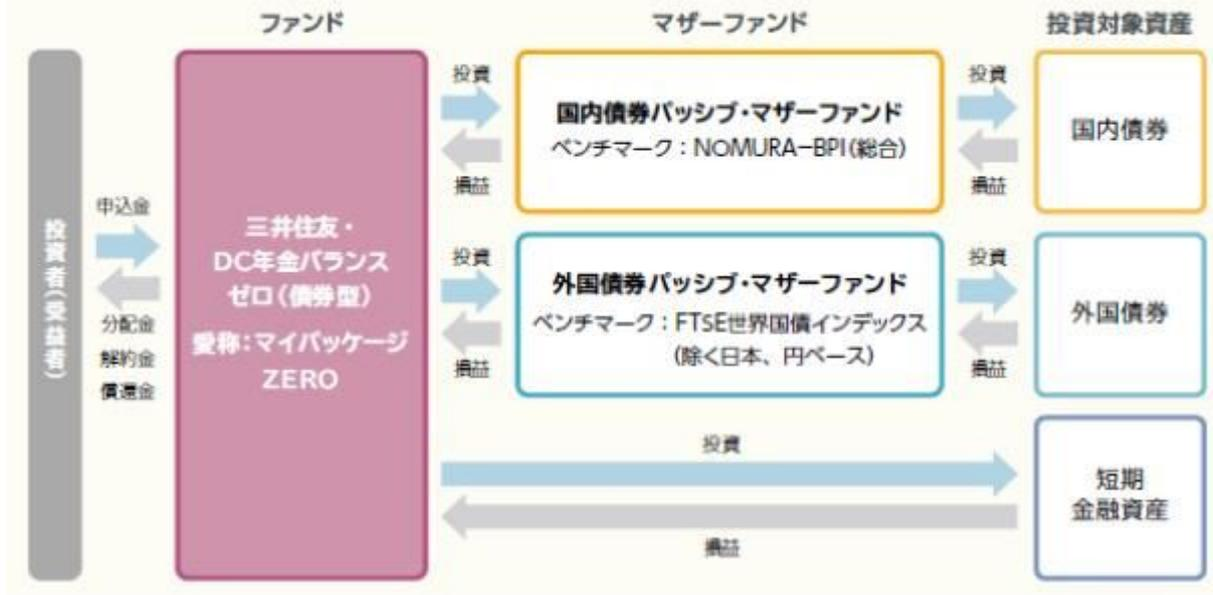 ファンド
マザーファンド
投資対象資産
投資者(受益者)
申込金
分配金
解約金
償還金
三井住友・
DC年金バランス
ゼロ(債券型)
愛称:マイパッケージ
ZERO
投資
損益
国内債券パッシブ・マザーファンド
ベンチマーク:NOMURA-BPI(総合)
投資
損益
国内債券
投資
損益
外国債券パッシブ・マザーファンド
ベンチマーク:FTSE世界国債インデックス
(除く日本、円ベース)
投資
損益
外国債券
投資
損益
短期
金融資産